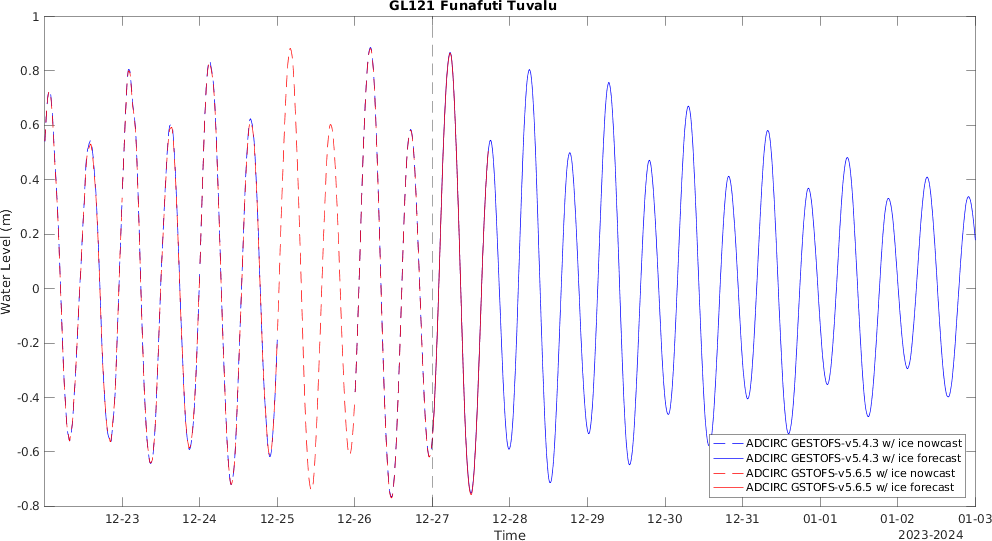 GL121 Funafuti Tuvalu
1
0.8
0.6
0.4
0.2
0
-0.2
-0.4
-0.6
-0.8
Water Level (m)
ADCIRC GESTOFS-v5.4.3 w/ ice nowcast
ADCIRC GESTOFS-v5.4.3 w/ ice forecast
ADCIRC GSTOFS-v5.6.5 w/ ice nowcast
ADCIRC GSTOFS-v5.6.5 w/ ice forecast
12-23 12-24 12-25 12-26 12-27 12-28 12-29 12-30 12-31 01-01 01-02 01-03
Time
2023-2024